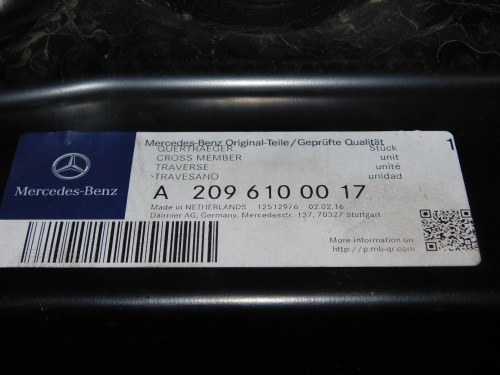 Mercedes-Benz Original-Teile/Geprüfte Qualität
QUERTRAEGER Stück 1
CROSS MEMBER unit
TRAVERSE unité
TRAVESANO unidad
Mercedes-Benz
A 209 610 00 17
Made in NETHERLANDS 12512976 02.02.16
Daimler AG, Germany, Mercedesstr. 137, 70327 Stuttgart
More information on
http://p.mb-qr.com